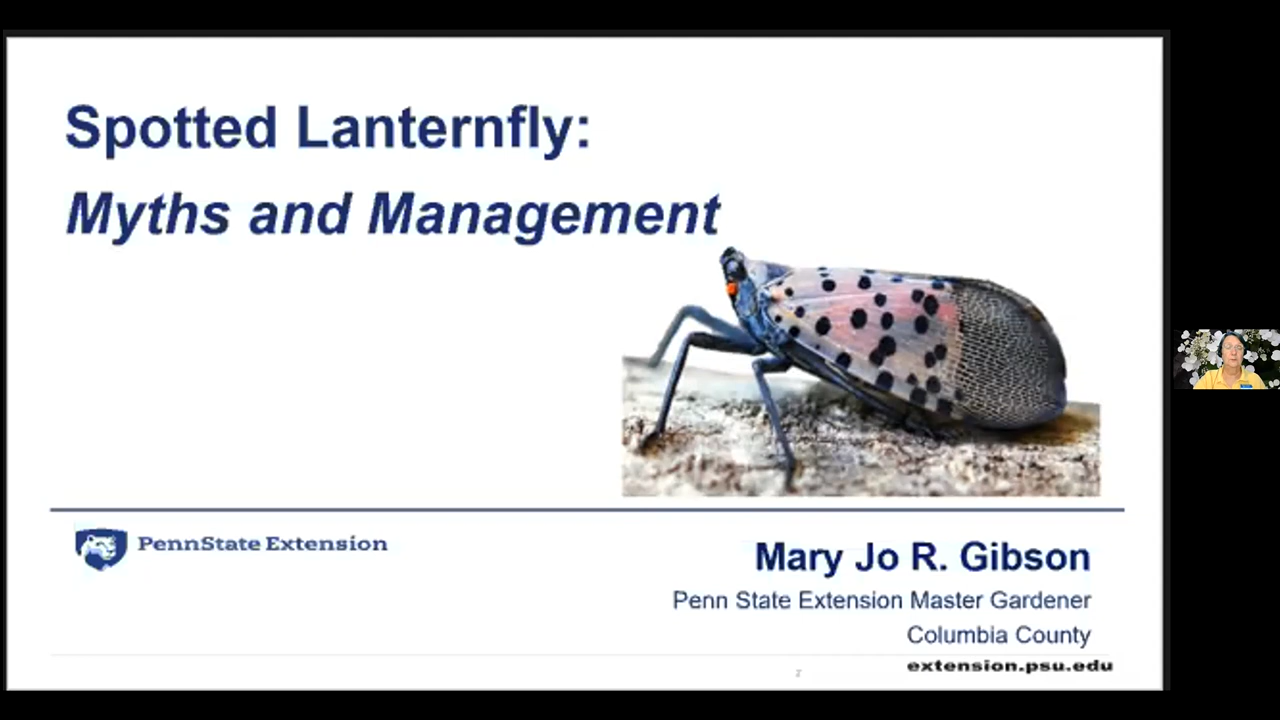 Spotted Lanternfly:
Myths and Management
PennState Extension
Mary Jo R. Gibson
Penn State Extension Master Gardener
Columbia County
extension.psu.edu